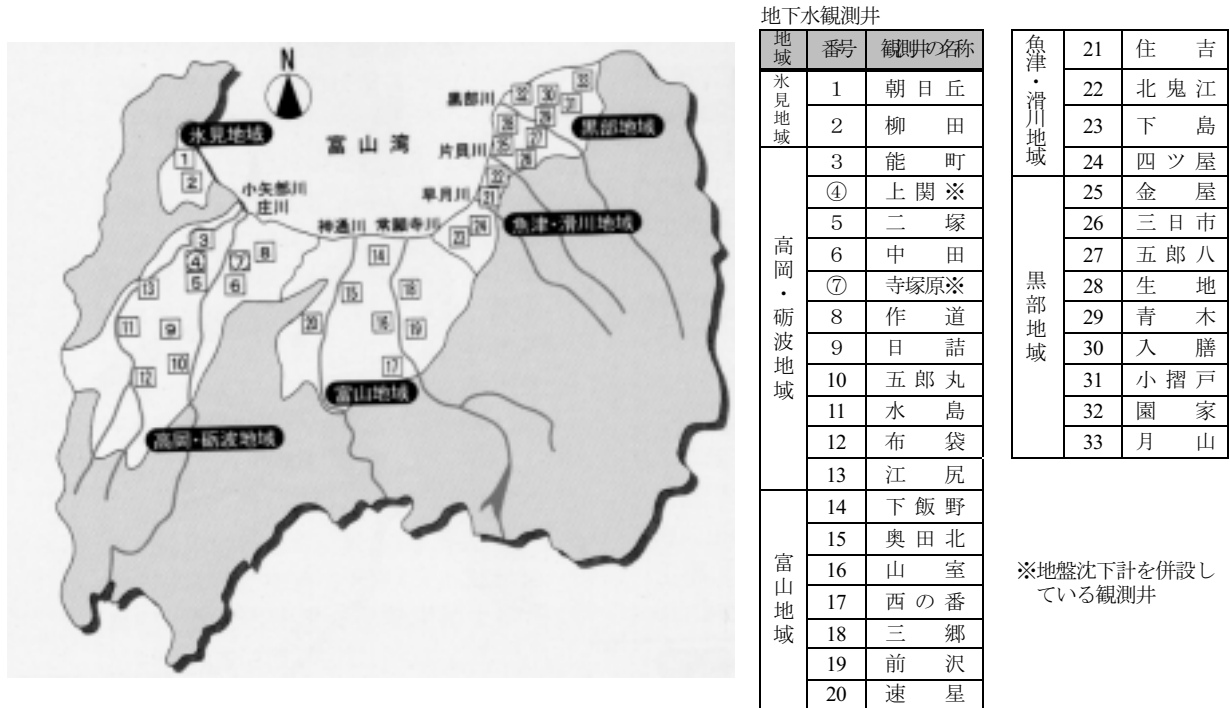 地下水観測井
地域 番号 観測井の名称
氷見地域
1 朝日丘
2 柳田
高岡・砺波地域
3 能町
④ 上関※
5 二塚
6 中田
⑦ 寺塚原※
8 作道
9 日詰
10 五郎丸
11 水島
12 布袋
13 江尻
富山地域
14 下飯野
15 奥田北
16 山室
17 西の番
18 三郷
19 前沢
20 速星
魚津・滑川地域
21 住吉
22 北鬼江
23 下島
24 四ツ屋
黒部地域
25 金屋
26 三日市
27 五郎八
28 生地
29 青木
30 入膳
31 小摺戸
32 園家
33 月山
※地盤沈下計を併設し
ている観測井
N
氷見地域
1
2
富山湾
小矢部川
庄川
神通川 常願寺川
黒部川
片貝川
早月川
黒部地域
魚津・滑川地域
富山地域
高岡・砺波地域
3
④
5
6
⑦
8
9
10
11
12
13
14
15
16
17
18
19
20
21
22
23
24
27
29
30
31
32
33